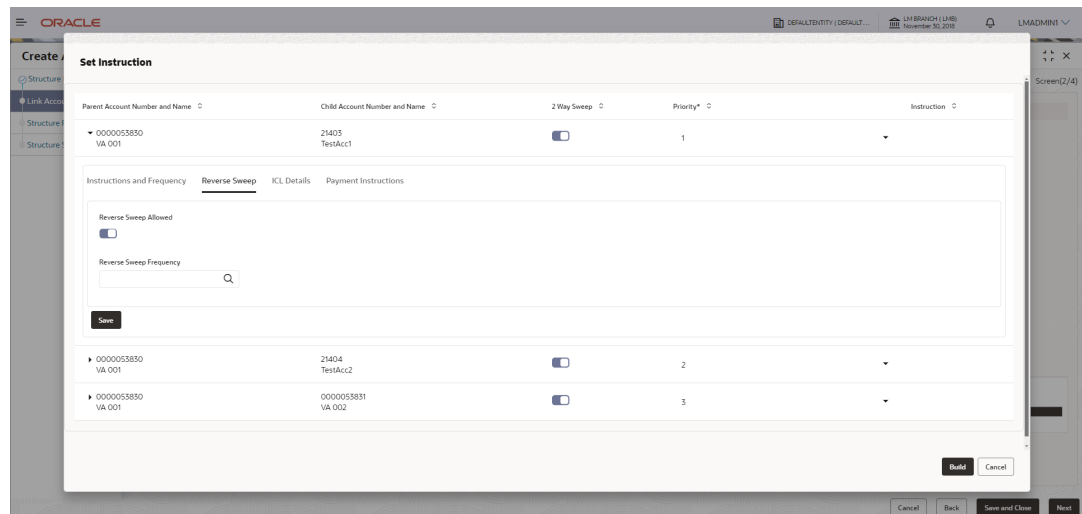 ORACLE
DEFAULTENTITY ( DEFAULT....
LM BRANCH ( LMB)
November 30, 2018
LMADMIN1
Create
Set Instruction
Structure
Screen(2/4)
Link Accou
Structure
Structure
Parent Account Number and Name
Child Account Number and Name
2 Way Sweep
Priority*
Instruction
0000053830
VA 001
21403
TestAcc1
1
Instructions and Frequency
Reverse Sweep
ICL Details
Payment Instructions
Reverse Sweep Allowed
Reverse Sweep Frequency
Save
0000053830
VA 001
21404
TestAcc2
2
0000053830
VA 001
0000053831
VA 002
3
Build
Cancel
Cancel
Back
Save and Close
Next